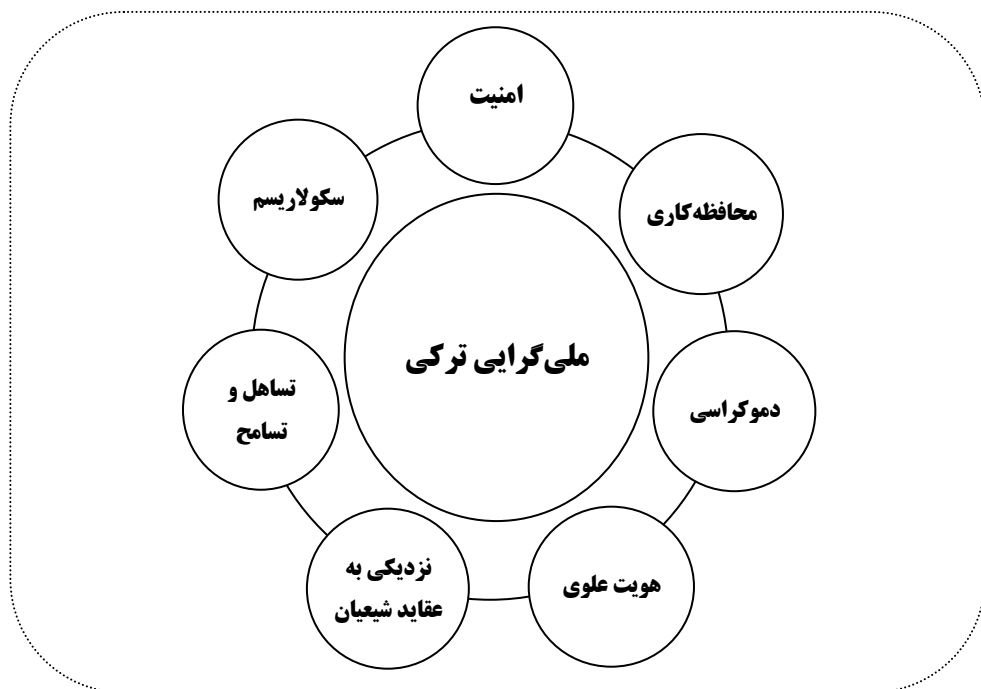 امنیت
محافظه‌کاری
دموکراسی
هویت علوی
نزدیکی به
عقاید شیعیان
تساهل و
تسامح
سکولاریسم
ملی‌گرایی ترکی